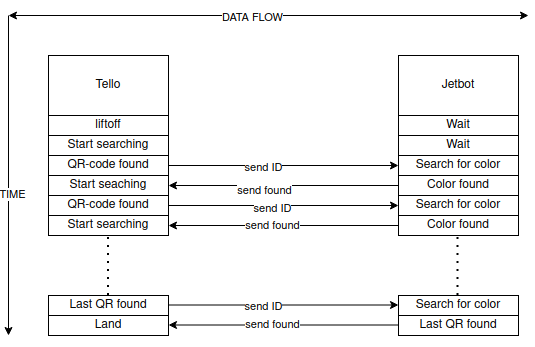 DATA FLOW
Tello
Jetbot
liftoff
Wait
Start searching
Wait
QR-code found
send ID
Search for color
Start seaching
send found
Color found
QR-code found
send ID
Search for color
Start searching
send found
Color found
TIME
Last QR found
send ID
Search for color
Land
send found
Last QR found